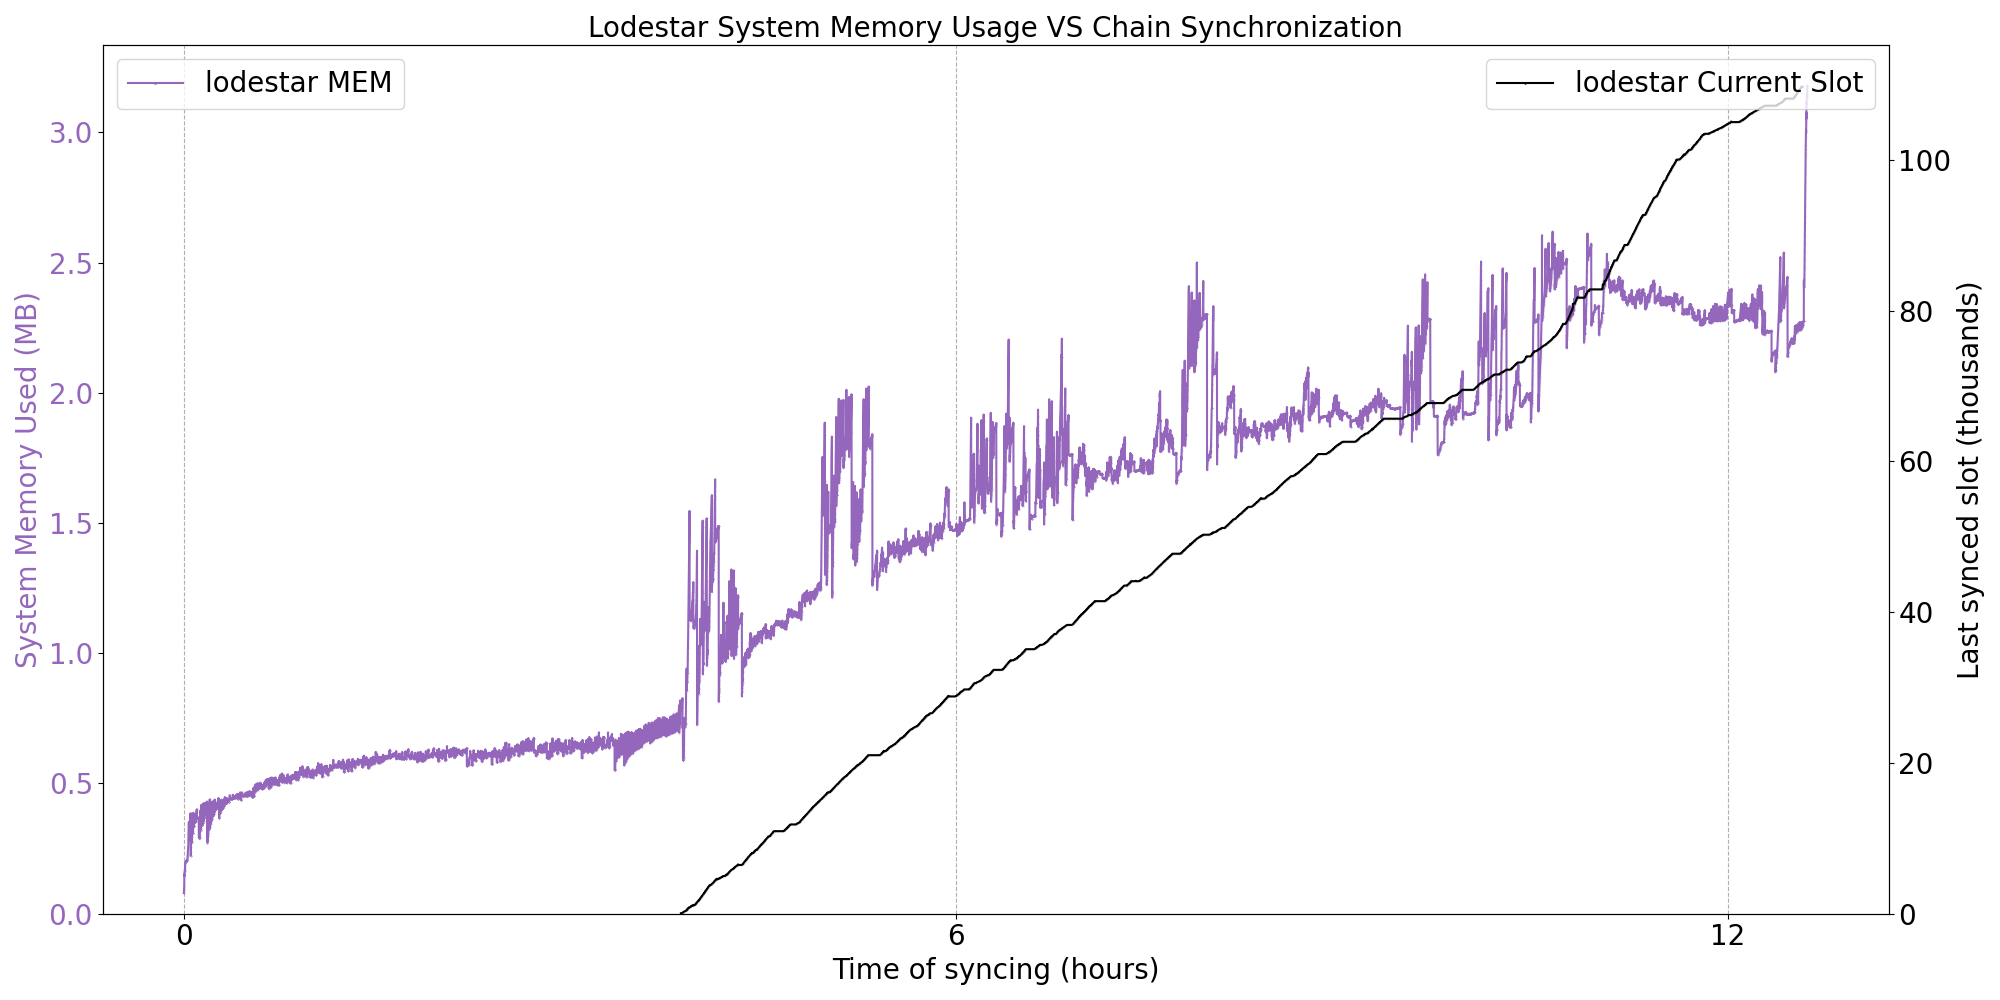 Lodestar System Memory Usage VS Chain Synchronization
lodestar MEM
lodestar Current Slot
System Memory Used (MB)
3.0
2.5
2.0
1.5
1.0
0.5
0.0
100
80
60
40
20
0
Last synced slot (thousands)
0 6 12
Time of syncing (hours)